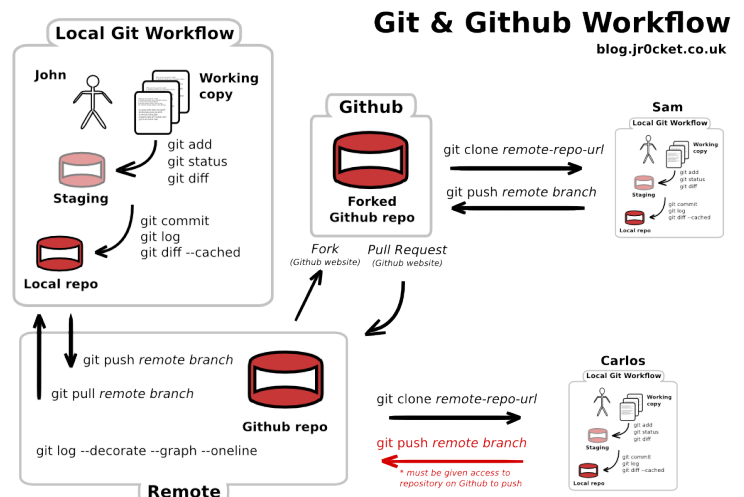 Git & Github Workflow
blog.jr0cket.co.uk
Local Git Workflow
John
Working
copy
git add
git status
git diff
Staging
git commit
git log
git diff --cached
Local repo
Github
Forked
Github repo
git clone remote-repo-url
git push remote branch
Sam
Local Git Workflow
Working
copy
git add
git status
git diff
Staging
git commit
git log
git diff --cached
Local repo
Fork
(Github website)
Pull Request
(Github website)
git push remote branch
git pull remote branch
Github repo
git log --decorate --graph --oneline
Remote
git clone remote-repo-url
git push remote branch
* must be given access to
repository on Github to push
Carlos
Local Git Workflow
Working
copy
git add
git status
git diff
Staging
git commit
git log
git diff --cached
Local repo